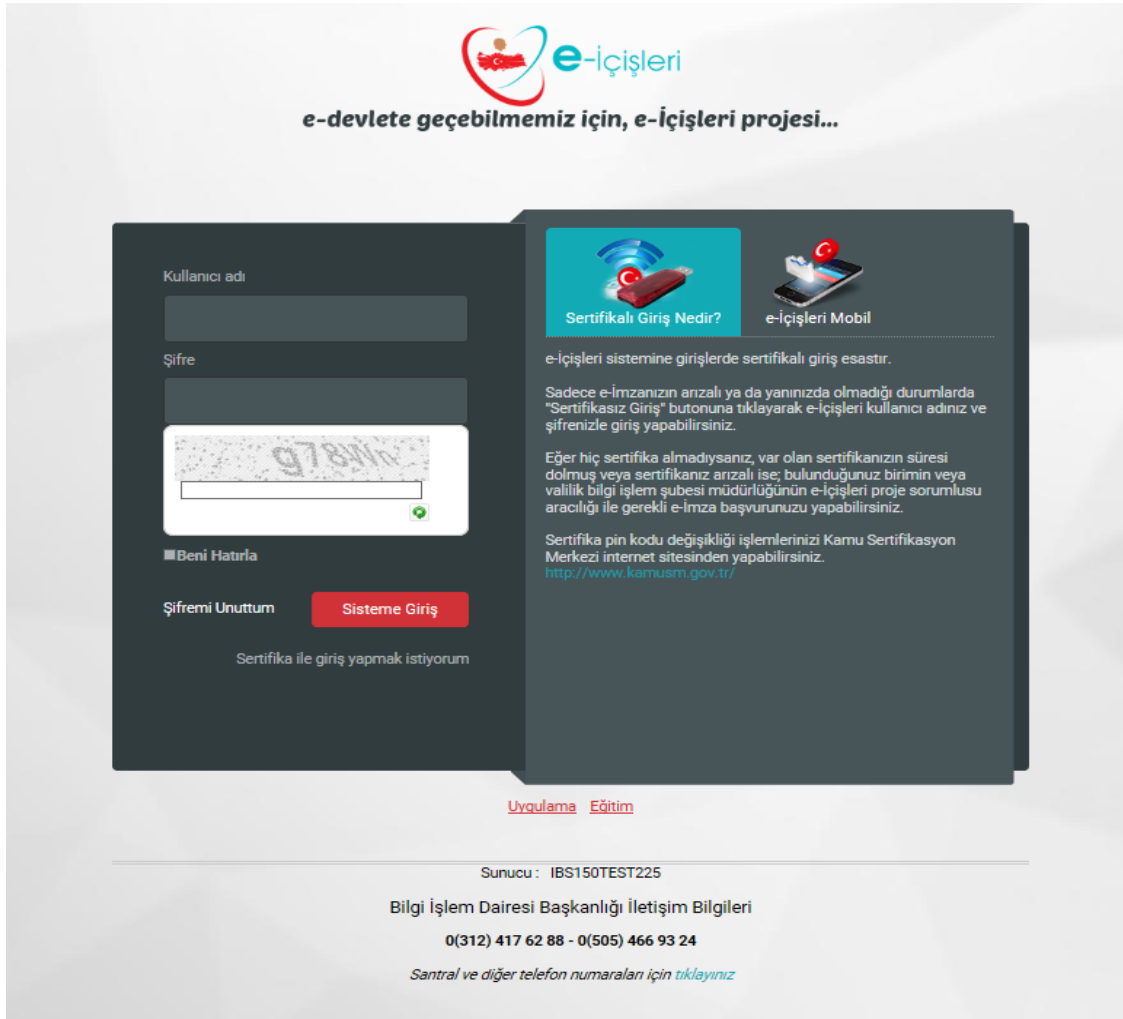 e-içişleri
e-devlete geçebilmemiz için, e-İçişleri projesi...
Kullanıcı adı
Şifre
Beni Hatırla
Şifremi Unuttum
Sisteme Giriş
Sertifika ile giriş yapmak istiyorum
Sertifikalı Giriş Nedir?
e-İçişleri Mobil
e-İçişleri sistemine girişlerde sertifikalı giriş esastır.
Sadece e-İmzanızın arızalı ya da yanınızda olmadığı durumlarda
"Sertifikasız Giriş" butonuna tıklayarak e-İçişleri kullanıcı adınız ve
şifrenizle giriş yapabilirsiniz.
Eğer hiç sertifika almadıysanız, var olan sertifikanızın süresi
dolmuş veya sertifikanız arızalı ise; bulunduğunuz birimin veya
valilik bilgi işlem şubesi müdürlüğünün e-İçişleri proje sorumlusu
aracılığı ile gerekli e-İmza başvurunuzu yapabilirsiniz.
Sertifika pin kodu değişikliği işlemlerinizi Kamu Sertifikasyon
Merkezi internet sitesinden yapabilirsiniz.
http://www.kamusm.gov.tr/
Uygulama Eğitim
Sunucu : IBS150TEST225
Bilgi İşlem Dairesi Başkanlığı İletişim Bilgileri
0(312) 417 62 88 - 0(505) 466 93 24
Santral ve diğer telefon numaraları için tıklayınız